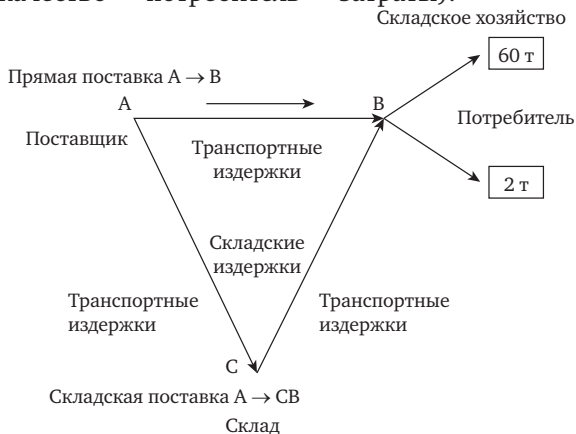 Складское хозяйство
60 т
Прямая поставка А → В
А
В
Поставщик
Потребитель
Транспортные
издержки
2 т
Складские
издержки
Транспортные
издержки
Транспортные
издержки
С
Складская поставка А → СВ
Склад